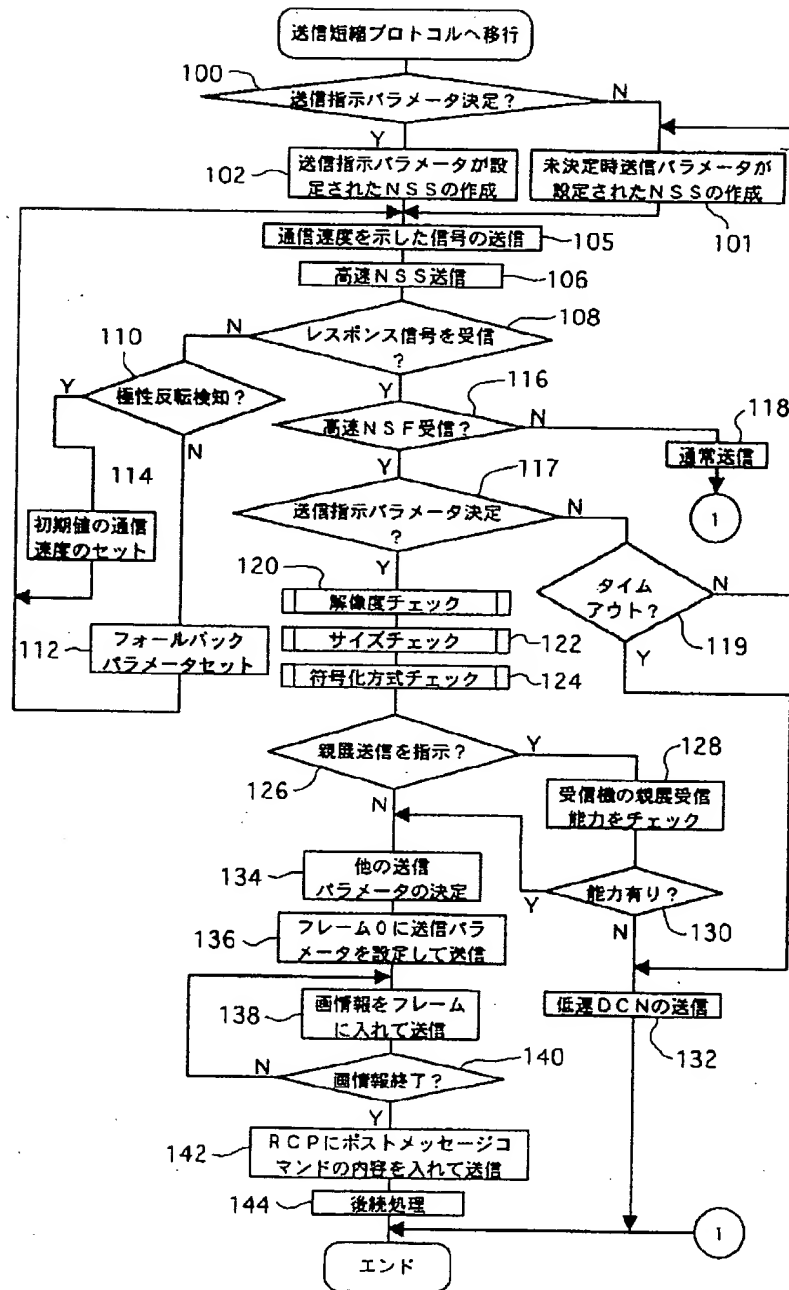 送信短縮プロトコルへ移行
100
送信指示パラメータ決定?
N
Y
102
送信指示パラメータが設
定されたNSSの作成
未決定時送信パラメータが
設定されたNSSの作成
101
通信速度を示した信号の送信
105
高速NSS送信
106
108
レスポンス信号を受信
?
N
Y
110
極性反転検知?
Y
N
114
初期値の通信
速度のセット
112
フォールバック
パラメータセット
116
高速NSF受信?
N
Y
118
通常送信
1
117
送信指示パラメータ決定
?
N
Y
タイム
アウト?
N
Y
119
120
解像度チェック
サイズチェック
122
符号化方式チェック
124
親展送信を指示?
Y
N
126
128
受信機の親展受信
能力をチェック
能力有り?
Y
N
130
低速DCNの送信
132
134
他の送信
パラメータの決定
136
フレーム0に送信パラ
メータを設定して送信
138
画情報をフレーム
に入れて送信
140
画情報終了?
N
Y
142
RCPにポストメッセージコ
マンドの内容を入れて送信
144
後続処理
1
エンド